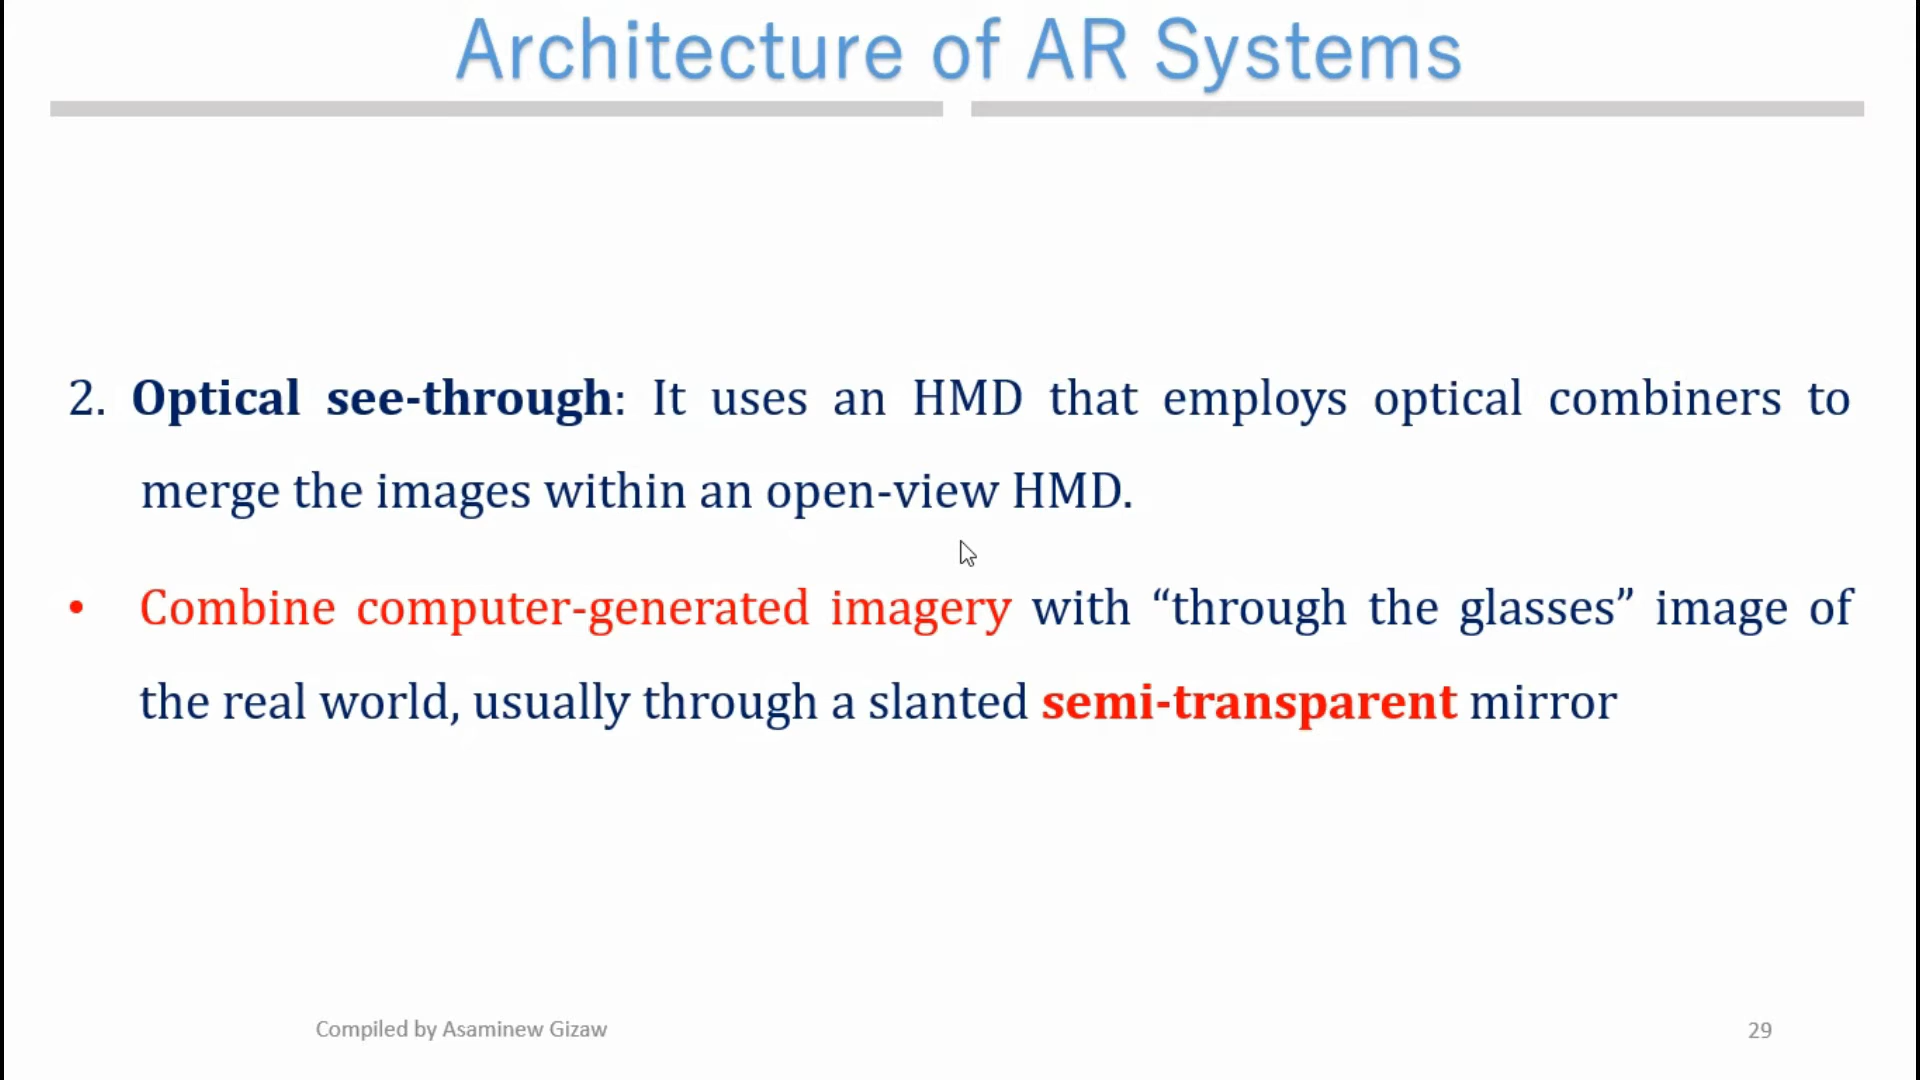 Architecture of AR Systems
2. Optical see-through: It uses an HMD that employs optical combiners to
merge the images within an open-view HMD.
• Combine computer-generated imagery with “through the glasses” image of
the real world, usually through a slanted semi-transparent mirror
Compiled by Asaminew Gizaw
29